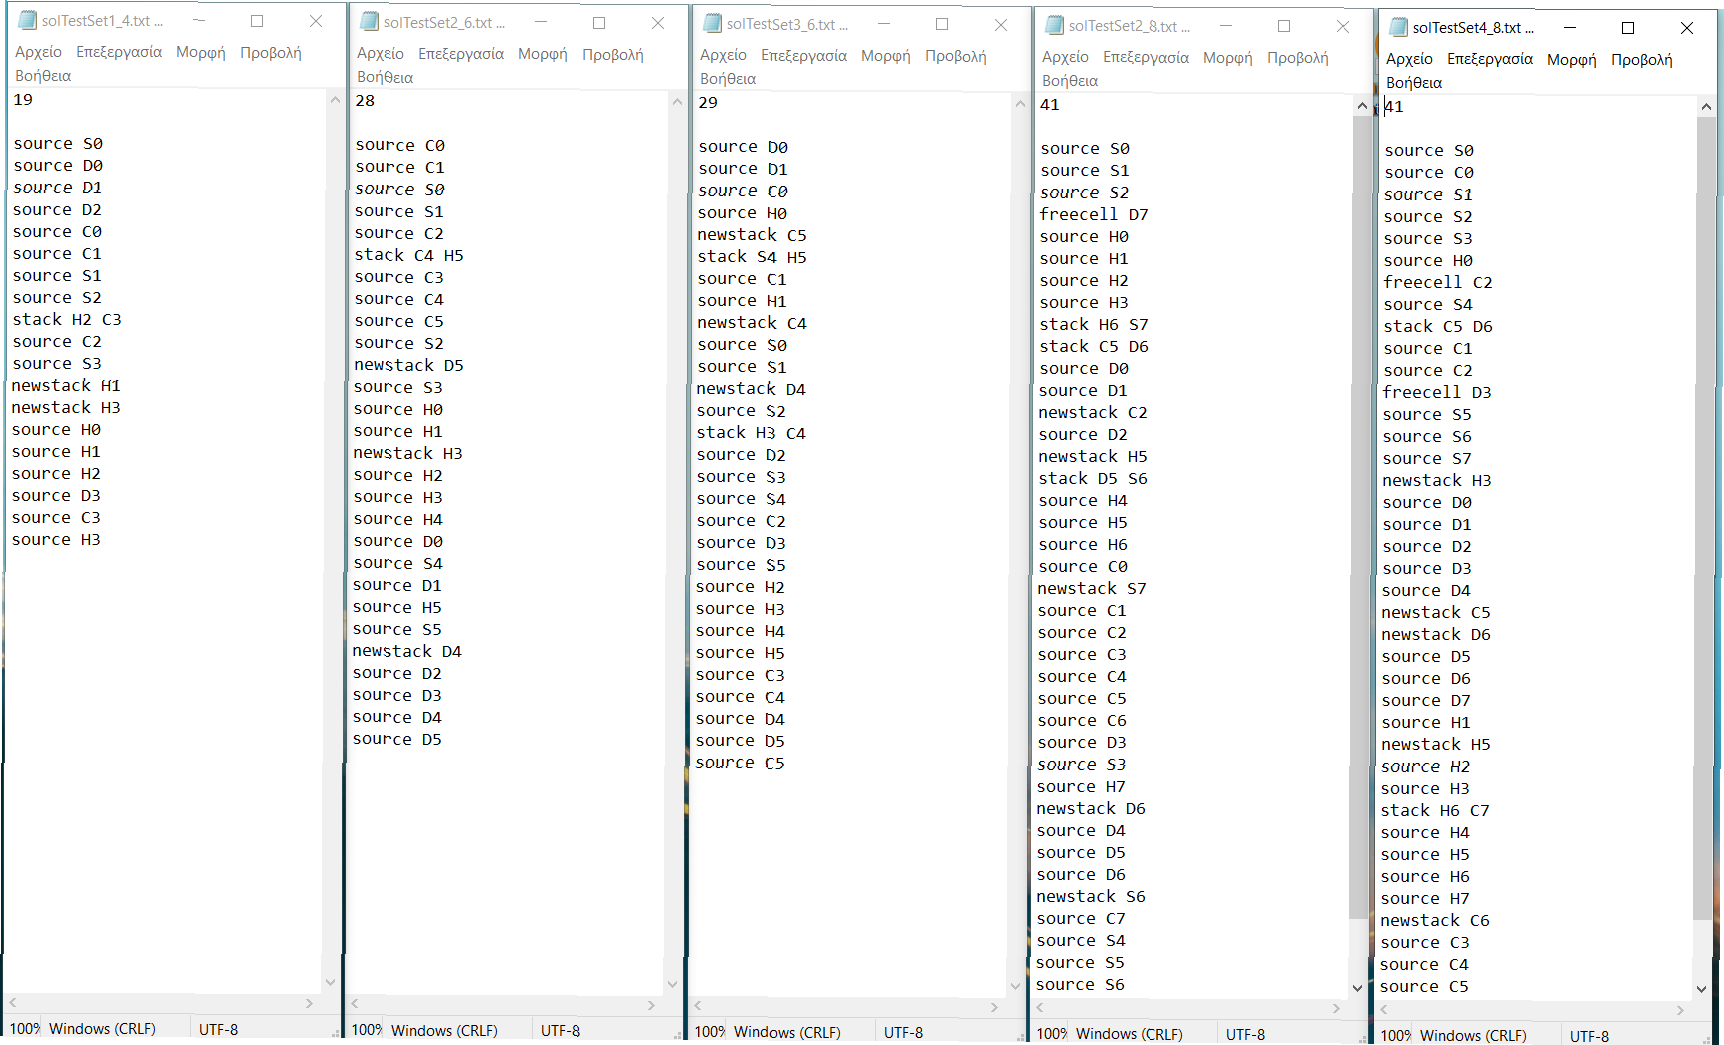 solTestSet1_4.txt ...
Αρχείο Επεξεργασία Μορφή Προβολή
Βοήθεια
19
source S0
source D0
source D1
source D2
source C0
source C1
source S1
source S2
stack H2 C3
source C2
source S3
newstack H1
newstack H3
source H0
source H1
source H2
source D3
source C3
source H3
100% Windows (CRLF) UTF-8
solTestSet2_6.txt ...
Αρχείο Επεξεργασία Μορφή Προβολή
Βοήθεια
28
source C0
source C1
source S0
source S1
source C2
stack C4 H5
source C3
source C4
source C5
source S2
newstack D5
source S3
source H0
source H1
newstack H3
source H2
source H3
source H4
source D0
source S4
source D1
source H5
source S5
newstack D4
source D2
source D3
source D4
source D5
100% Windows (CRLF) UTF-8
solTestSet3_6.txt ...
Αρχείο Επεξεργασία Μορφή Προβολή
Βοήθεια
29
source D0
source D1
source C0
source H0
newstack C5
stack S4 H5
source C1
source H1
newstack C4
source S0
source S1
newstack D4
source S2
stack H3 C4
source D2
source S3
source S4
source C2
source D3
source S5
source H2
source H3
source H4
source H5
source C3
source C4
source D4
source D5
source C5
100% Windows (CRLF) UTF-8
solTestSet2_8.txt ...
Αρχείο Επεξεργασία Μορφή Προβολή
Βοήθεια
41
source S0
source S1
source S2
freecell D7
source H0
source H1
source H2
source H3
stack H6 S7
stack C5 D6
source D0
source D1
newstack C2
source D2
newstack H5
stack D5 S6
source H4
source H5
source H6
source C0
newstack S7
source C1
source C2
source C3
source C4
source C5
source C6
source D3
source S3
source H7
newstack D6
source D4
source D5
source D6
newstack S6
source C7
source S4
source S5
source S6
100% Windows (CRLF) UTF-8
solTestSet4_8.txt ...
Αρχείο Επεξεργασία Μορφή Προβολή
Βοήθεια
41
source S0
source C0
source S1
source S2
source S3
source H0
freecell C2
source S4
stack C5 D6
source C1
source C2
freecell D3
source S5
source S6
source S7
newstack H3
source D0
source D1
source D2
source D3
source D4
newstack C5
newstack D6
source D5
source D6
source D7
source H1
newstack H5
source H2
source H3
stack H6 C7
source H4
source H5
source H6
source H7
newstack C6
source C3
source C4
source C5
100% Windows (CRLF) UTF-8